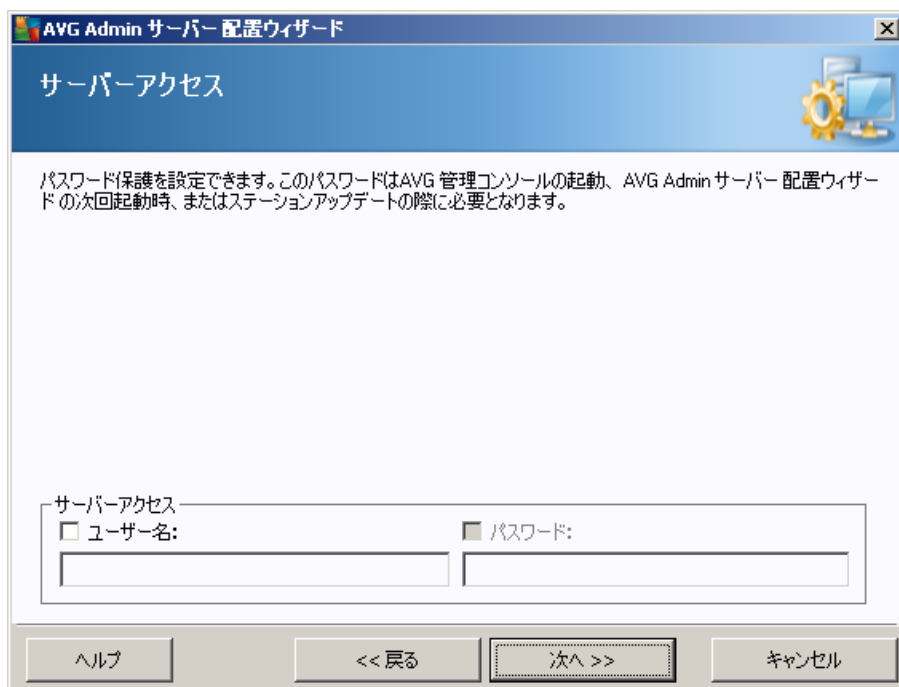 AVG Admin サーバー 配置ウィザード
サーバーアクセス
パスワード保護を設定できます。このパスワードはAVG 管理コンソールの起動、 AVG Admin サーバー 配置ウィザー
ド の次回起動時、またはステーションアップデートの際に必要となります。
サーバーアクセス
ユーザー名: パスワード:
ヘルプ << 戻る 次へ >> キャンセル